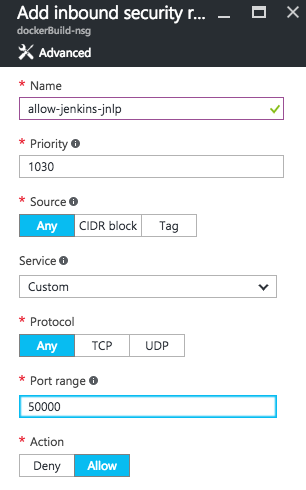 Add inbound security r...
dockerBuild-nsg
Advanced
* Name
allow-jenkins-jnlp
* Priority
1030
* Source
Any CIDR block Tag
Service
Custom
* Protocol
Any TCP UDP
* Port range
50000
* Action
Deny Allow